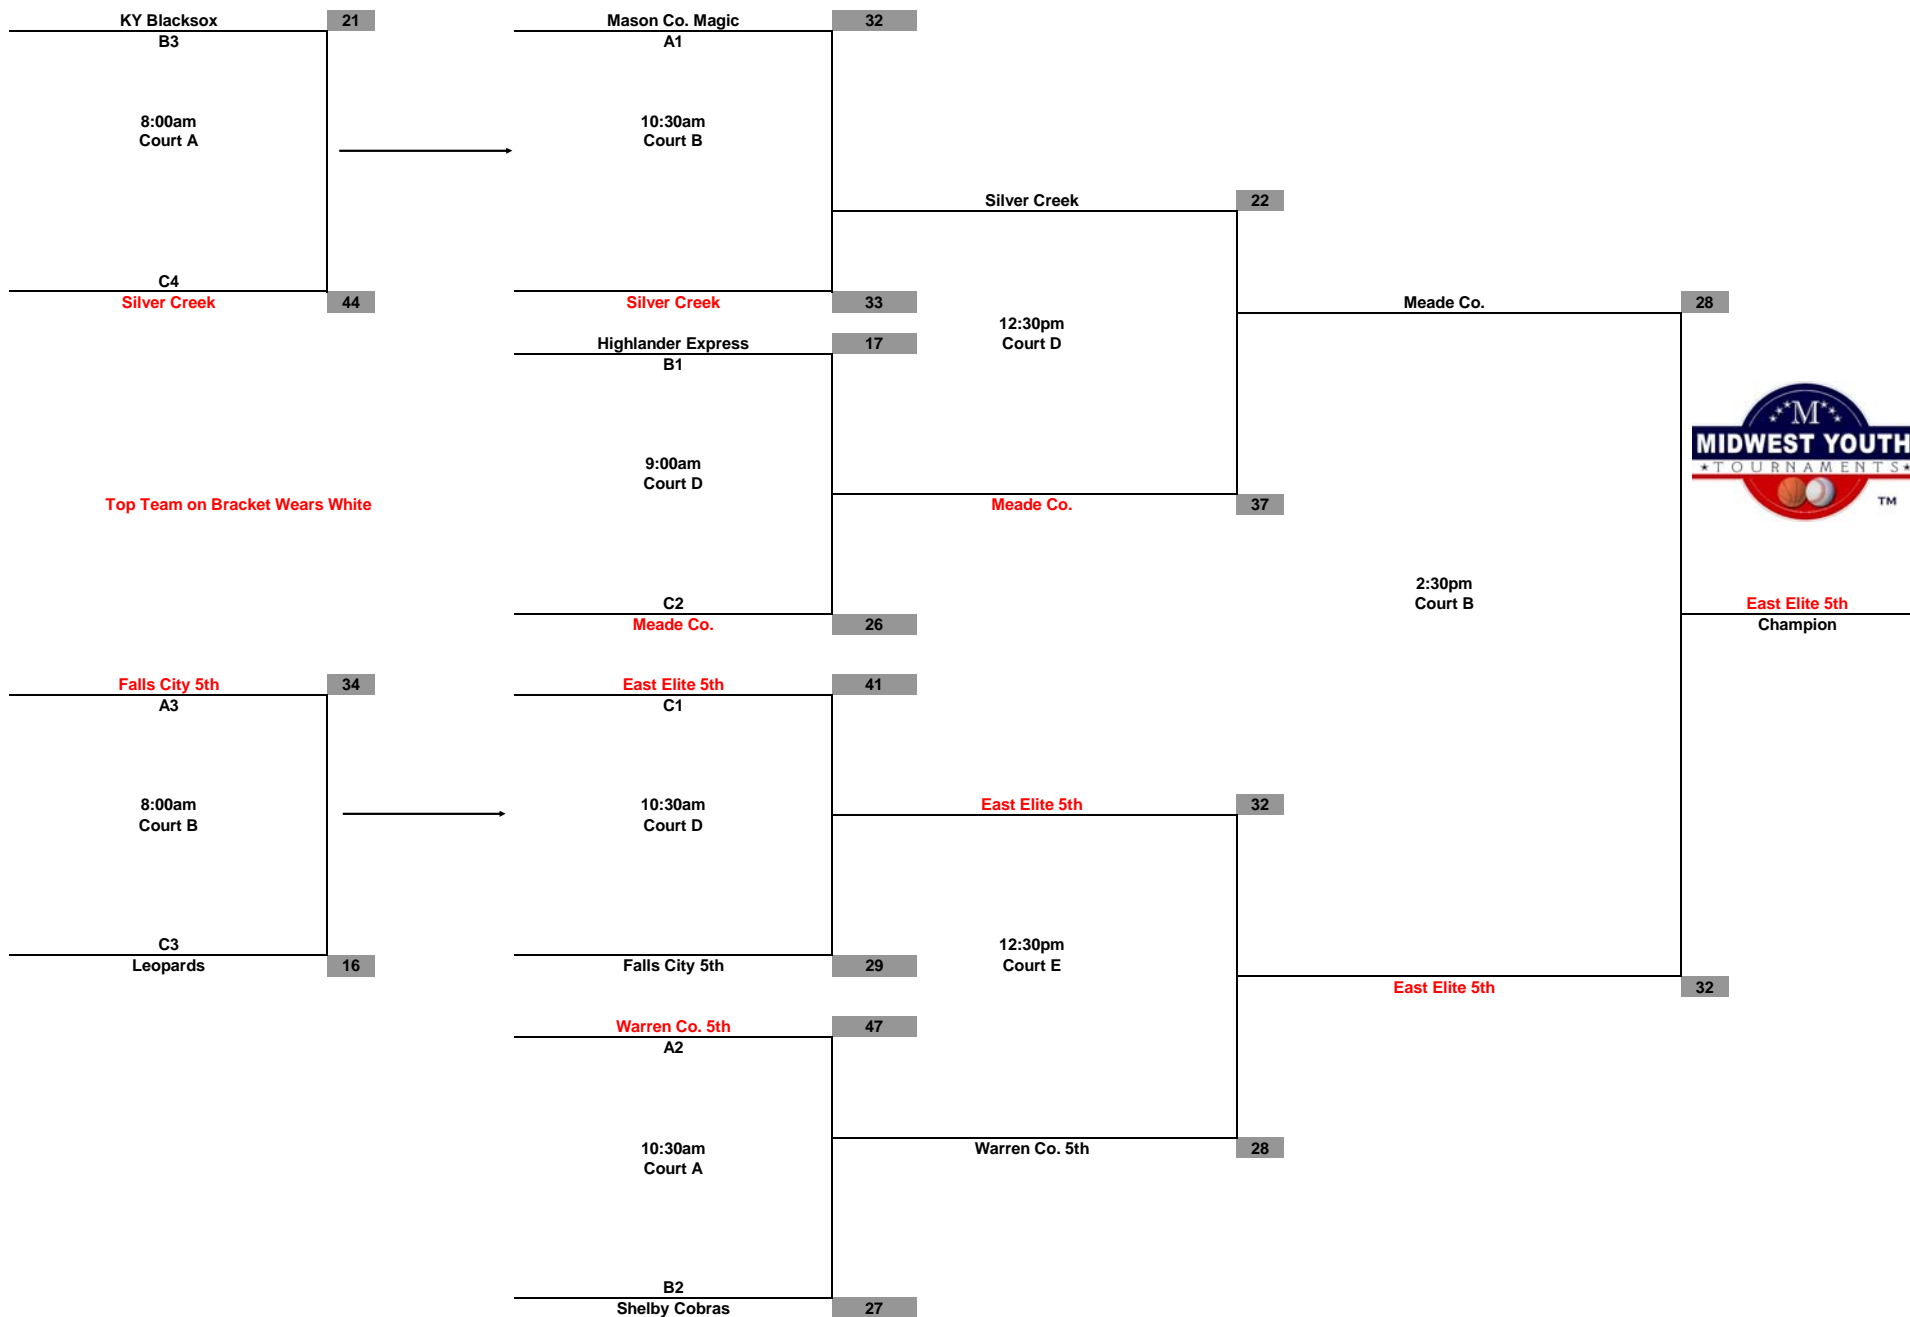 KY Blacksox 21
B3
8:00am
Court A
C4
Silver Creek 44
Mason Co. Magic 32
A1
10:30am
Court B
Silver Creek 33
Highlander Express 17
B1
9:00am
Court D
C2
Meade Co. 26
Top Team on Bracket Wears White
Silver Creek 22
12:30pm
Court D
Meade Co. 37
Falls City 5th 34
A3
8:00am
Court B
C3
Leopards 16
East Elite 5th 41
C1
10:30am
Court D
Falls City 5th 29
Warren Co. 5th 47
A2
10:30am
Court A
B2
Shelby Cobras 27
East Elite 5th 32
12:30pm
Court E
Warren Co. 5th 28
Meade Co. 28
2:30pm
Court B
East Elite 5th 32
M
MIDWEST YOUTH
TOURNAMENTS
TM
East Elite 5th
Champion